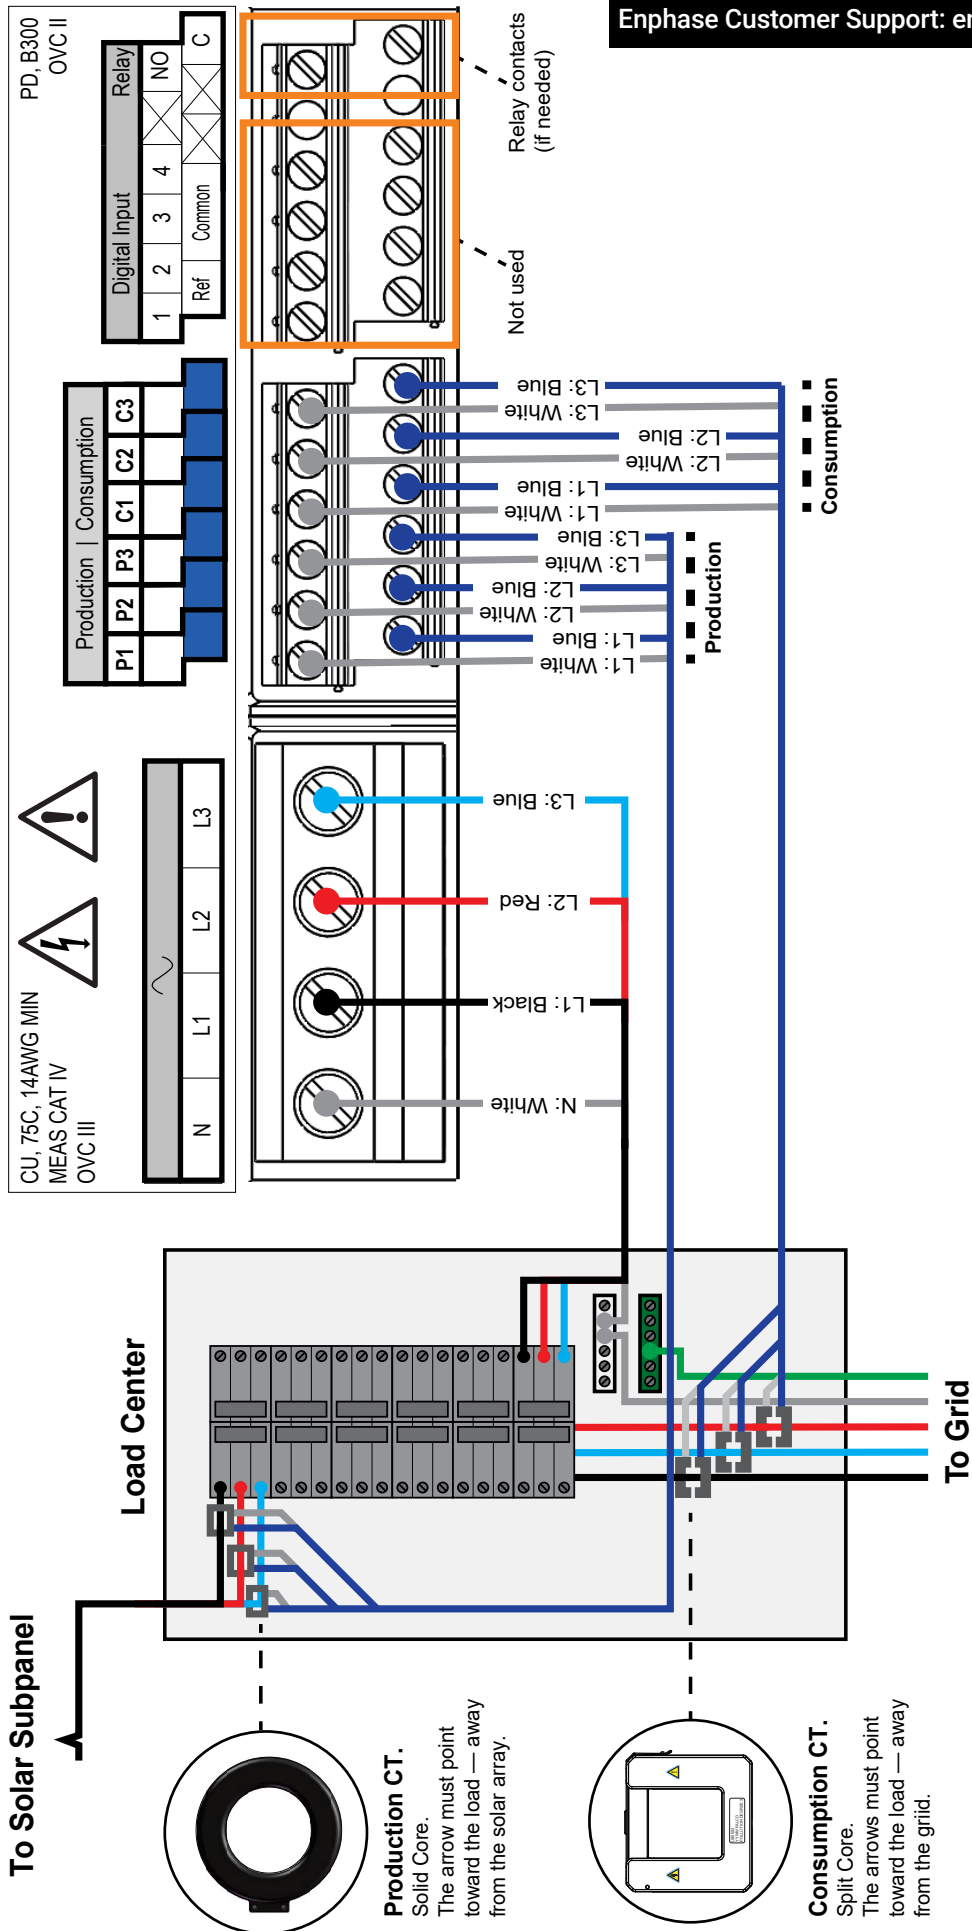 Enphase Customer Support: en
CU, 75C, 14AWG MIN
MEAS CAT IV
OVC III
PD, B300
OVC II
N
L1
L2
L3
Production | Consumption
P1
P2
P3
C1
C2
C3
Digital Input
Relay
1
2
3
4
NO
Ref
Common
C
Relay contacts
(if needed)
Not used
N: White
L1: Black
L2: Red
L3: Blue
L1: White
L1: Blue
L2: White
L2: Blue
L3: White
L3: Blue
L1: White
L1: Blue
L2: White
L2: Blue
L3: White
L3: Blue
Production
Consumption
To Solar Subpanel
Load Center
To Grid
Production CT.
Solid Core.
The arrow must point
toward the load — away
from the solar array.
Consumption CT.
Split Core.
The arrows must point
toward the load — away
from the griid.